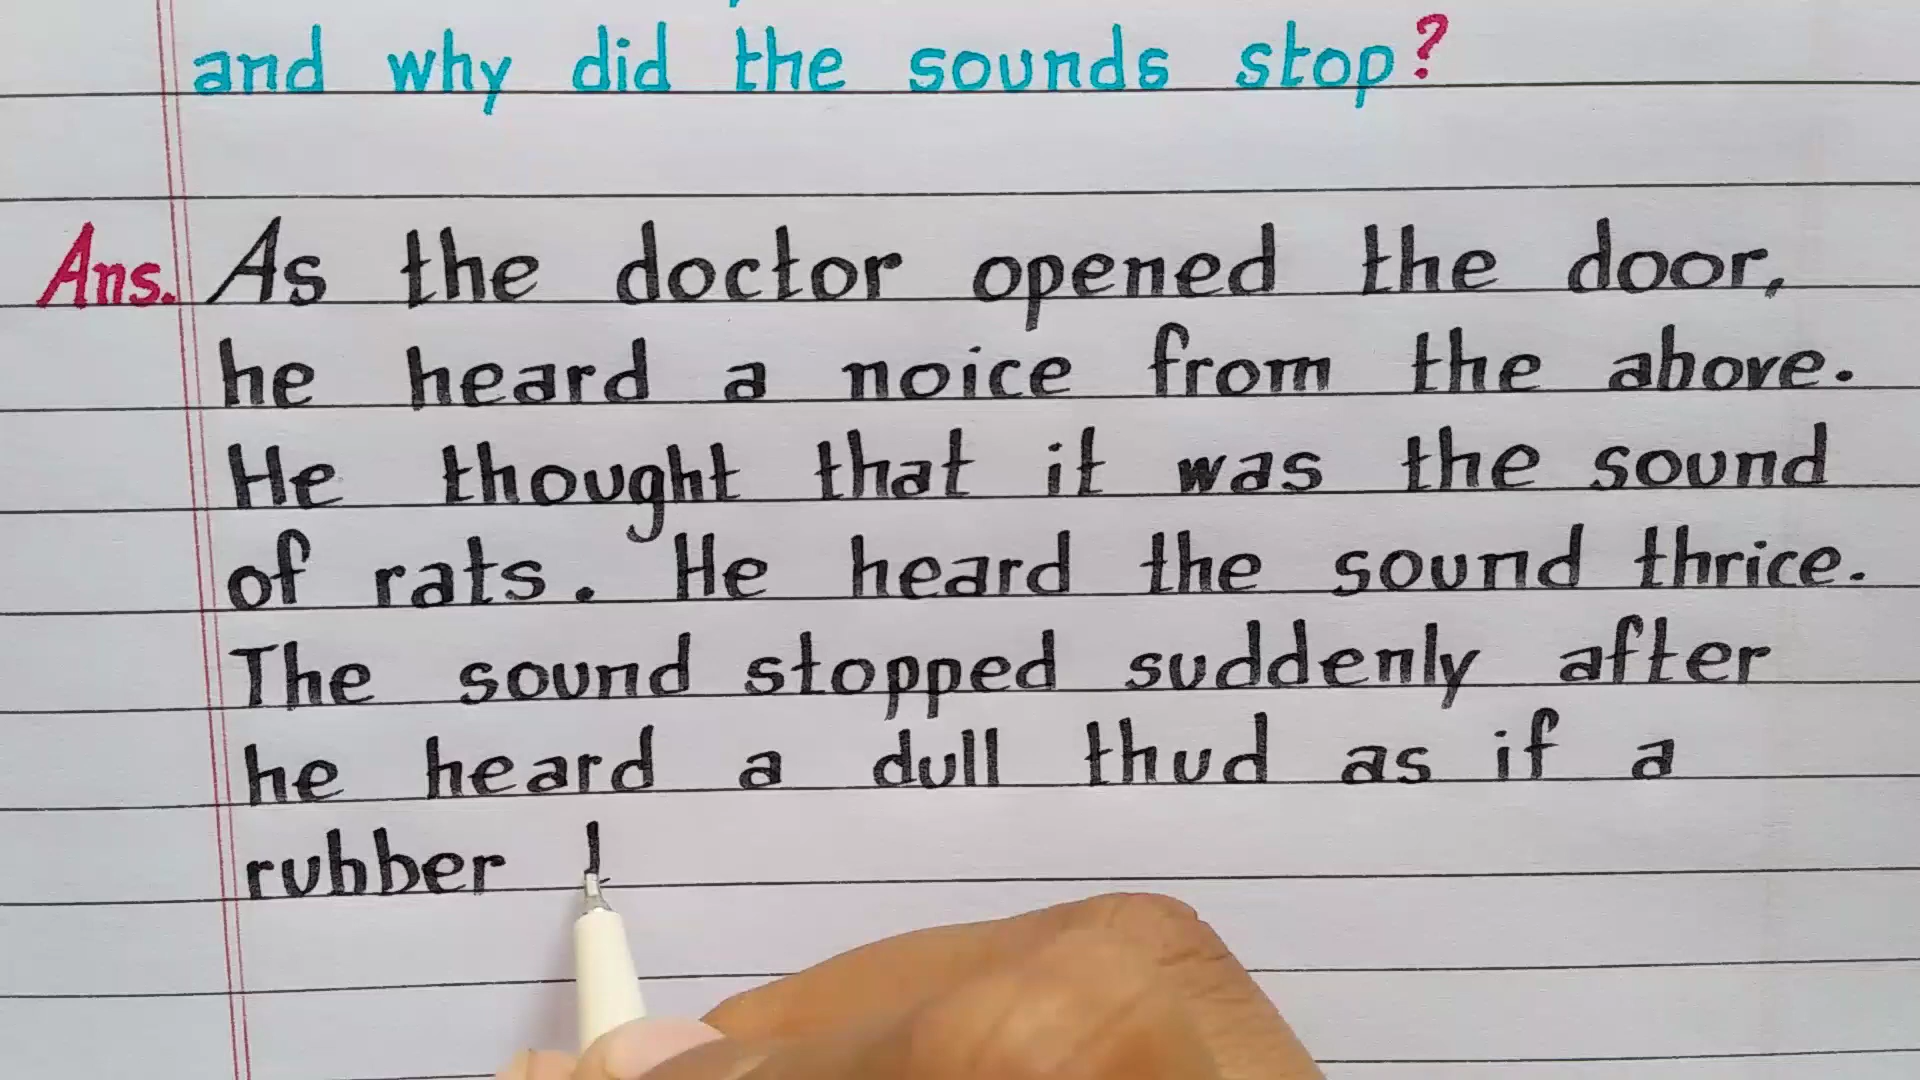 and why did the sounds stop?
Ans. As the doctor opened the door,
he heard a noice from the above.
He thought that it was the sound
of rats. He heard the sound thrice.
The sound stopped suddenly after
he heard a dull thud as if a
rubber